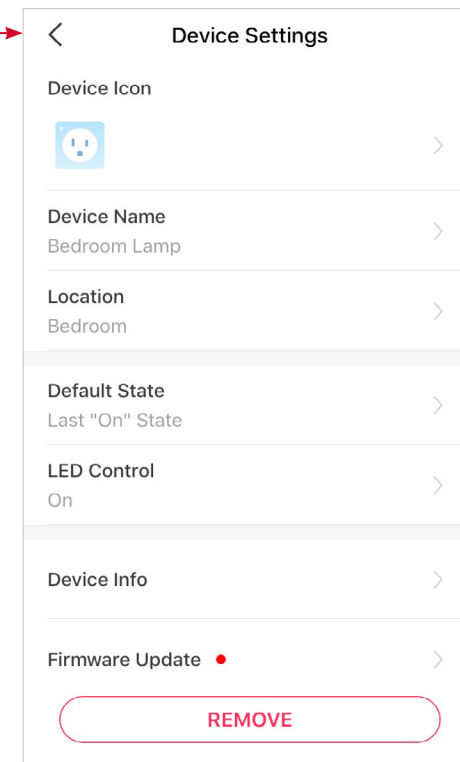 Device Settings
Device Icon
Device Name
Bedroom Lamp
Location
Bedroom
Default State
Last "On" State
LED Control
On
Device Info
Firmware Update
REMOVE